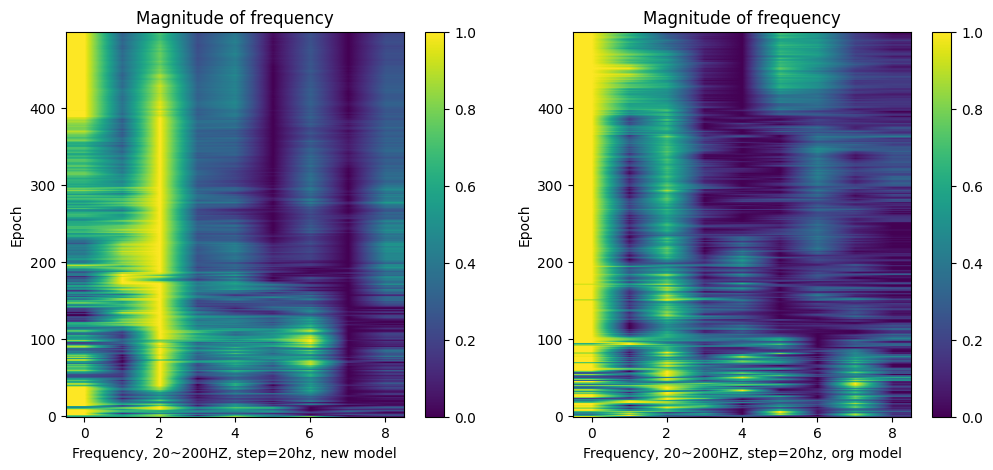 Magnitude of frequency
Epoch
400
300
200
100
0
0 2 4 6 8
Frequency, 20~200HZ, step=20hz, new model
1.0
0.8
0.6
0.4
0.2
0.0
Magnitude of frequency
Epoch
400
300
200
100
0
0 2 4 6 8
Frequency, 20~200HZ, step=20hz, org model
1.0
0.8
0.6
0.4
0.2
0.0